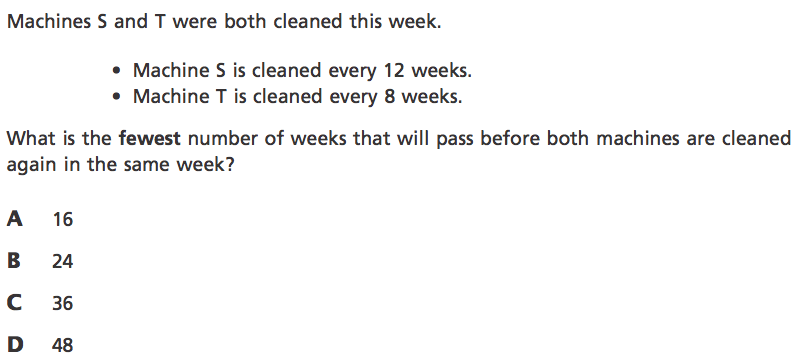 Machines S and T were both cleaned this week.
• Machine S is cleaned every 12 weeks.
• Machine T is cleaned every 8 weeks.
What is the fewest number of weeks that will pass before both machines are cleaned
again in the same week?
A 16
B 24
C 36
D 48